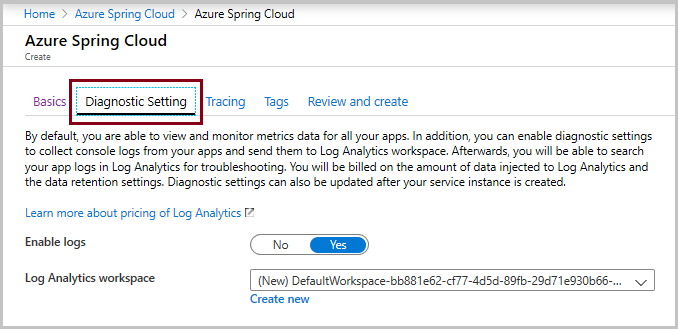 Home > Azure Spring Cloud > Azure Spring Cloud
Azure Spring Cloud
Create
Basics Diagnostic Setting Tracing Tags Review and create
By default, you are able to view and monitor metrics data for all your apps. In addition, you can enable diagnostic settings
to collect console logs from your apps and send them to Log Analytics workspace. Afterwards, you will be able to search
your app logs in Log Analytics for troubleshooting. You will be billed on the amount of data injected to Log Analytics and
the data retention settings. Diagnostic settings can also be updated after your service instance is created.
Learn more about pricing of Log Analytics
Enable logs No Yes
Log Analytics workspace (New) DefaultWorkspace-bb881e62-cf77-4d5d-89fb-29d71e930b66-...
Create new